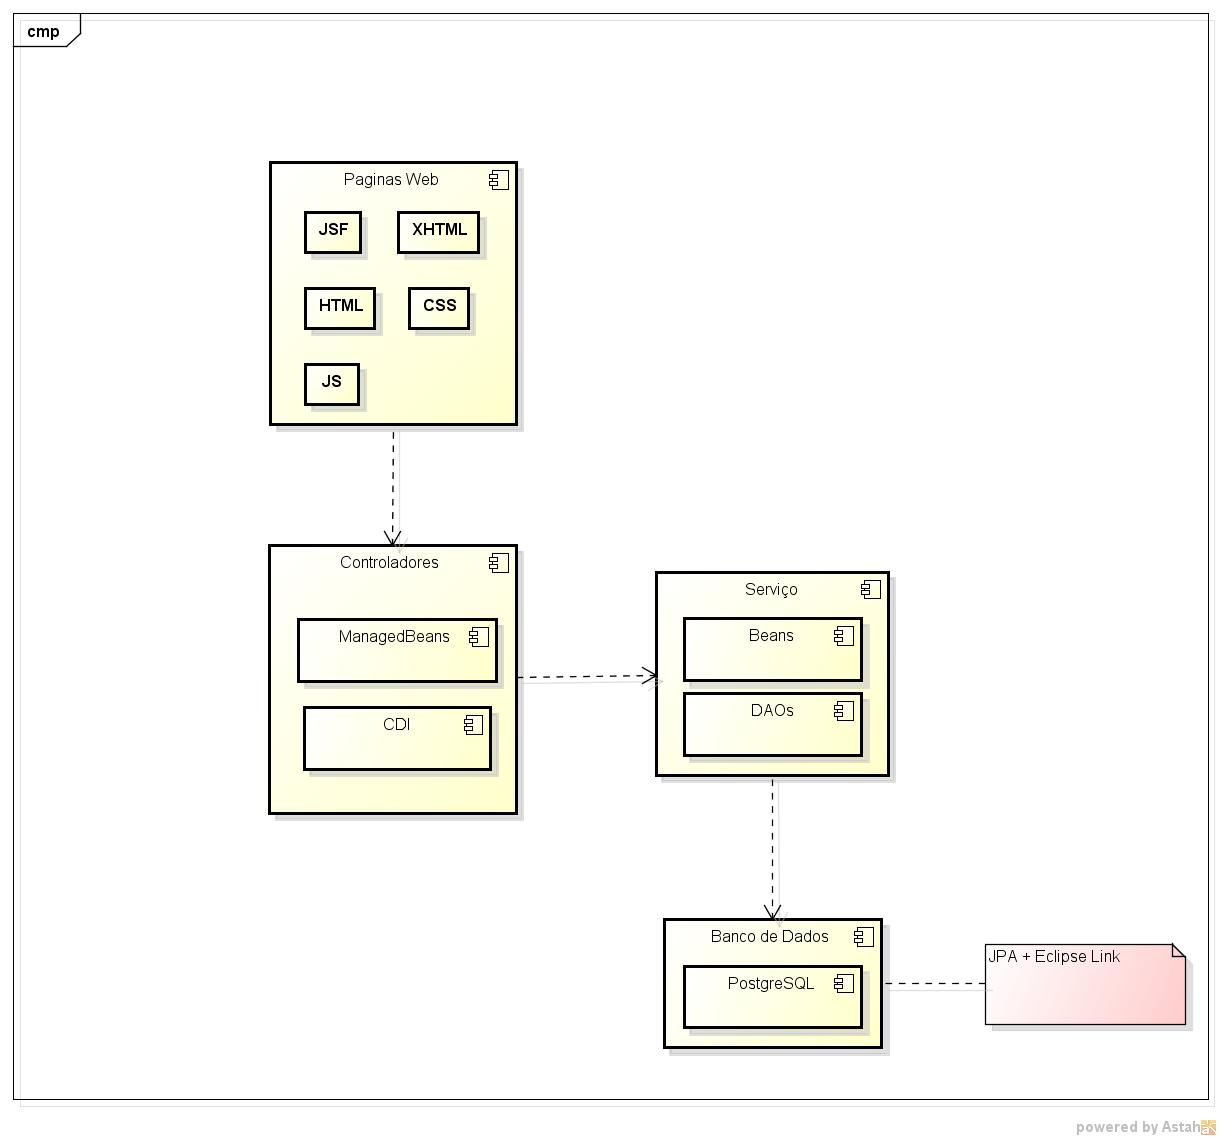 cmp
Paginas Web
JSF
XHTML
HTML
CSS
JS
Controladores
ManagedBeans
CDI
Serviço
Beans
DAOs
Banco de Dados
PostgreSQL
JPA + Eclipse Link
powered by Astah